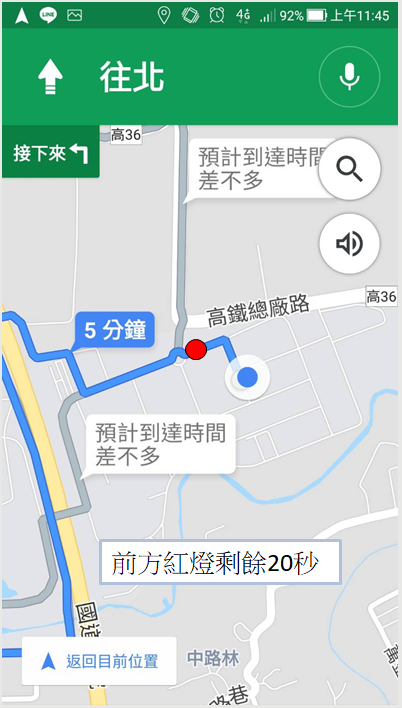 LINE
4G
92%
上午11:45
往北
接下來
高36
預計到達時間
差不多
高36
高鐵總廠路
5 分鐘
預計到達時間
差不多
前方紅燈剩餘20秒
國道
返回目前位置
中路林
路巷